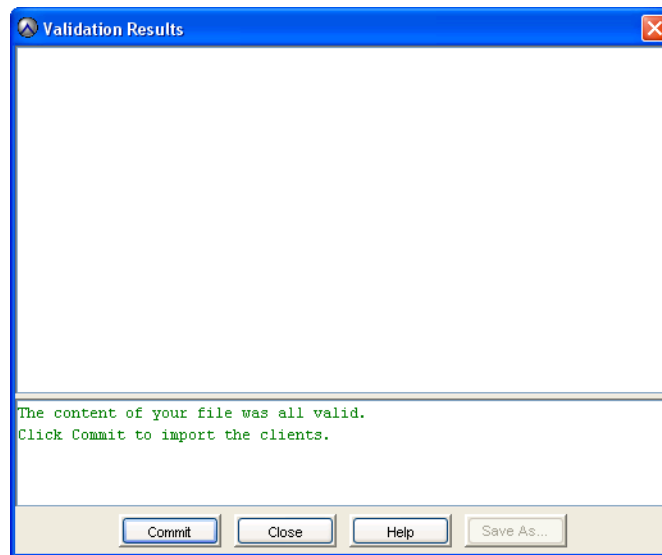 Validation Results
The content of your file was all valid.
Click Commit to import the clients.
Commit Close Help Save As...